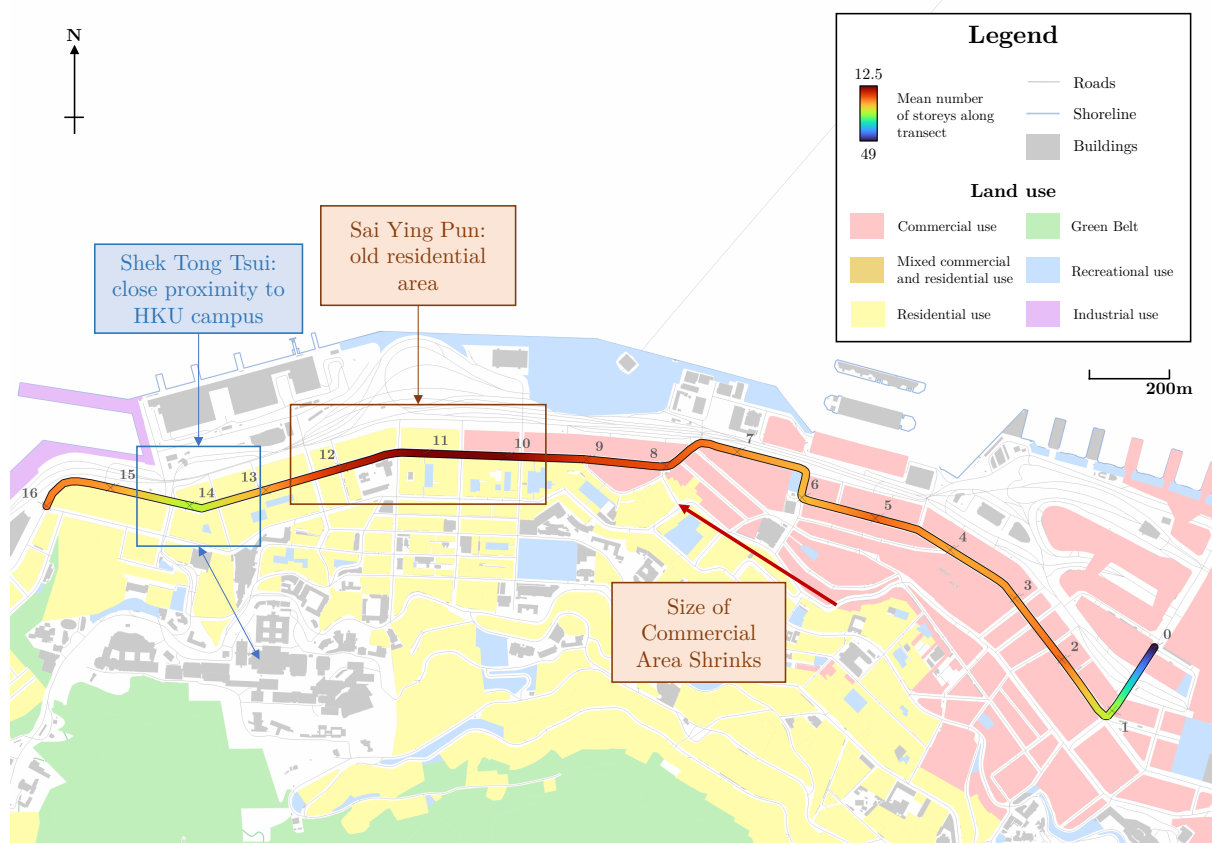 N
Legend
12.5
Mean number
of storeys along
transect
49
Roads
Shoreline
Buildings
Land use
Commercial use
Green Belt
Mixed commercial
and residential use
Recreational use
Residential use
Industrial use
200m
Sai Ying Pun:
old residential
area
Shek Tong Tsui:
close proximity to
HKU campus
Size of
Commercial
Area Shrinks
16
15
14
13
12
11
10
9
8
7
6
5
4
3
2
1
0